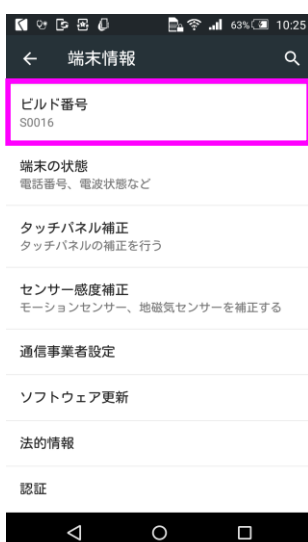 63% 10:25
端末情報
ビルド番号
S0016
端末の状態
電話番号、電波状態など
タッチパネル補正
タッチパネルの補正を行う
センサー感度補正
モーションセンサー、地磁気センサーを補正する
通信事業者設定
ソフトウェア更新
法的情報
認証